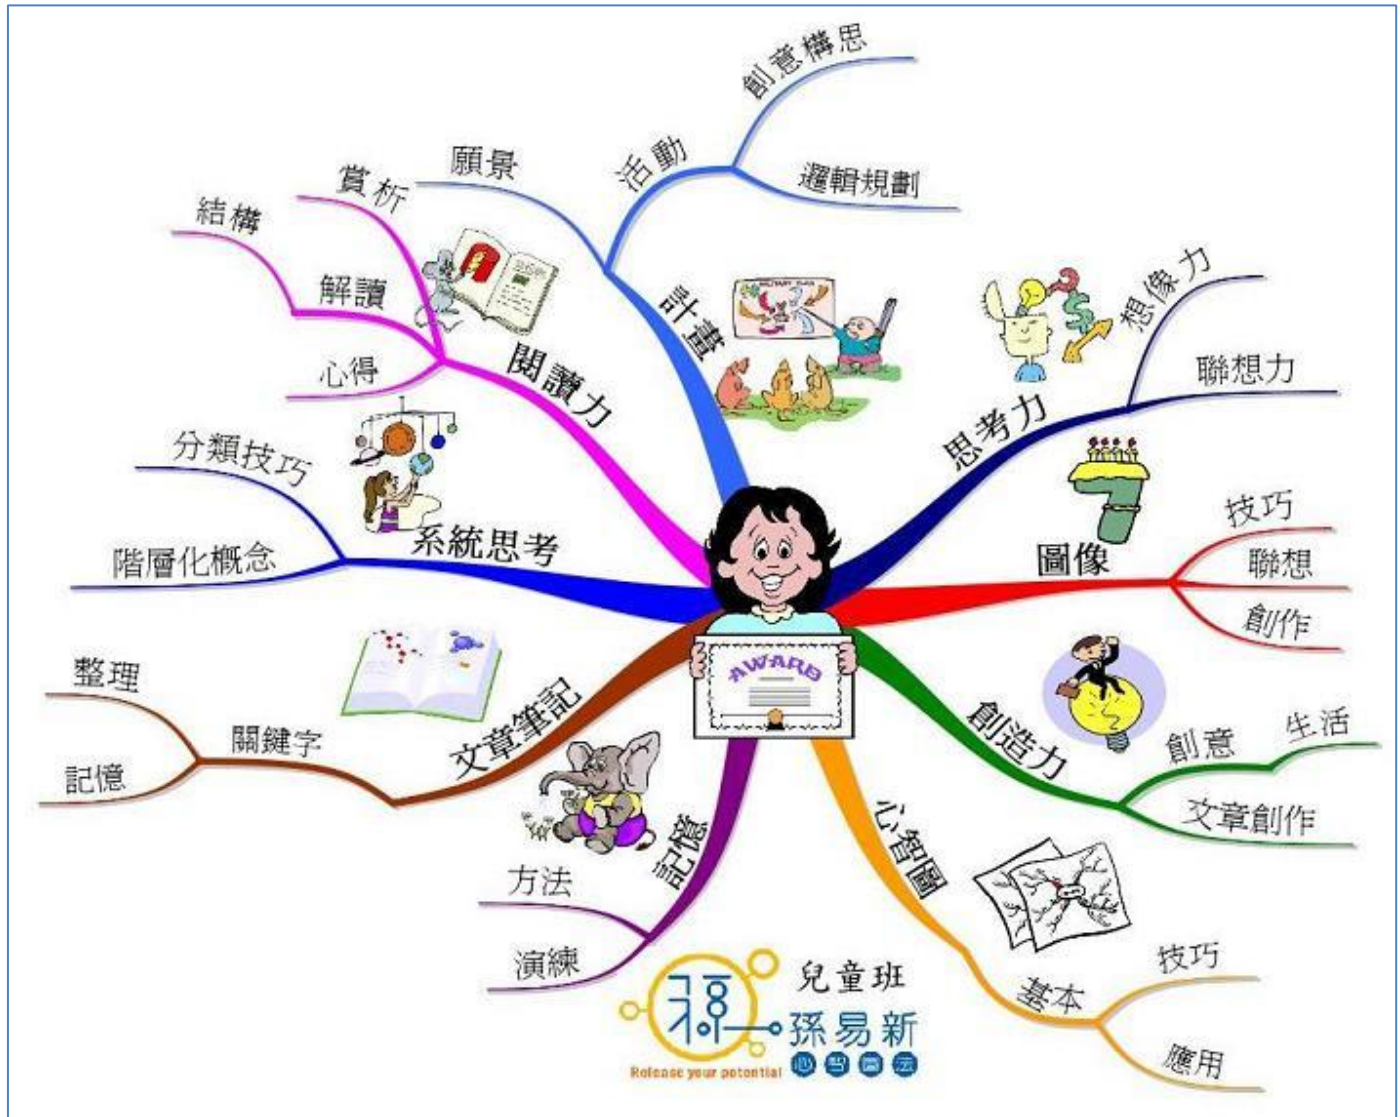 思考力
想像力
聯想力
圖像
技巧
聯想
創作
創造力
創意
生活
文章創作
心智圖
基本
技巧
應用
記憶
方法
演練
文章筆記
關鍵字
整理
記憶
系統思考
分類技巧
階層化概念
閱讀力
賞析
解讀
結構
心得
計畫
願景
活動
創意構思
邏輯規劃
MILITARY PLAN
AWARD
兒童班
孫易新
心智圖法
Release your potential